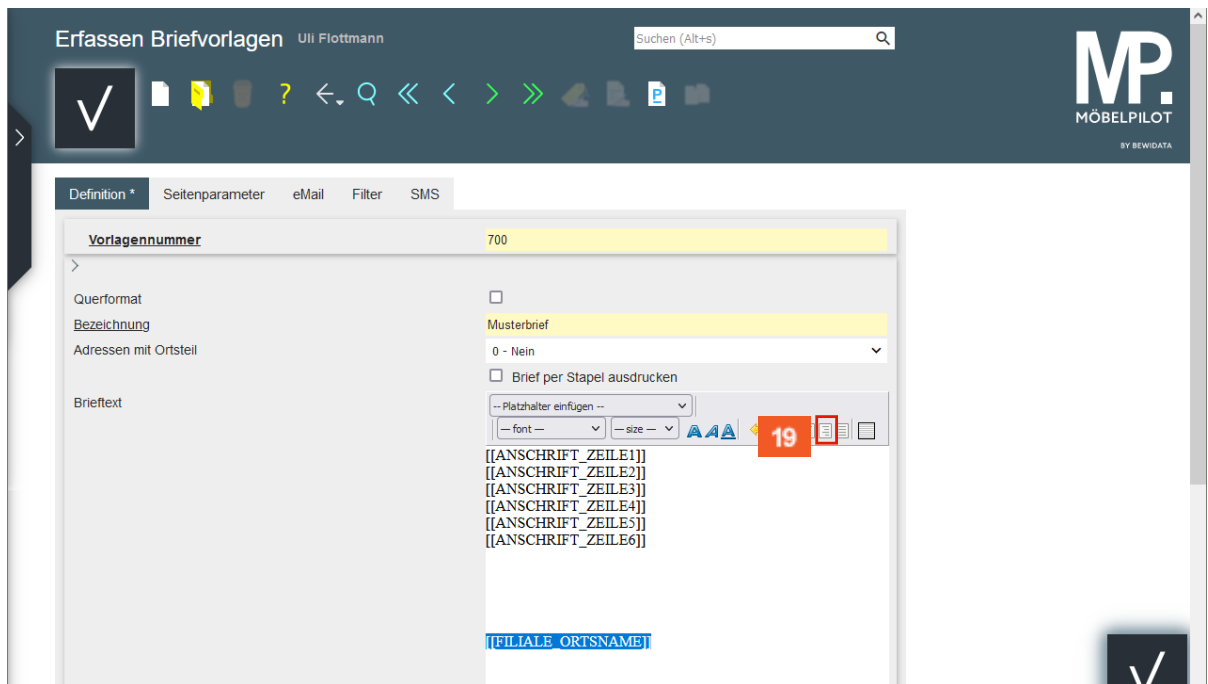 Erfassen Briefvorlagen Uli Flottmann
Suchen (Alt+s)
MP.
MÖBELPILOT
BY BEWIDATA
Definition * Seitenparameter eMail Filter SMS
Vorlagennummer 700
Querformat
Bezeichnung Musterbrief
Adressen mit Ortsteil 0 - Nein
Brief per Stapel ausdrucken
Brieftext -- Platzhalter einfügen --
— font — — size — A A A 19
[[ANSCHRIFT_ZEILE1]]
[[ANSCHRIFT_ZEILE2]]
[[ANSCHRIFT_ZEILE3]]
[[ANSCHRIFT_ZEILE4]]
[[ANSCHRIFT_ZEILE5]]
[[ANSCHRIFT_ZEILE6]]
[[FILIALE_ORTSNAME]]